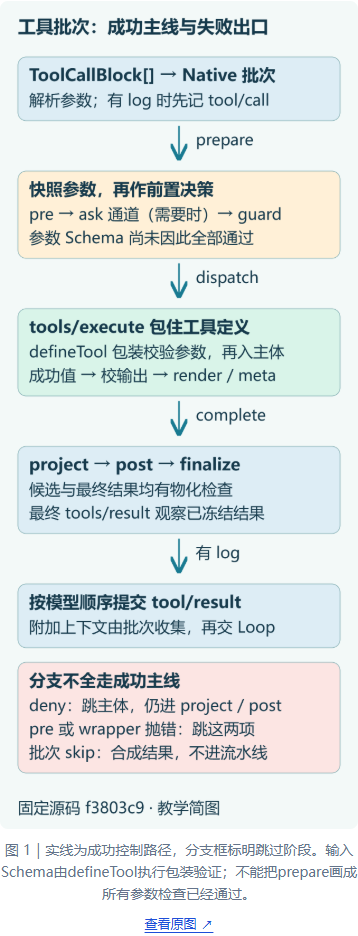 工具批次：成功主线与失败出口
ToolCallBlock[] → Native 批次
解析参数；有 log 时先记 tool/call
prepare
快照参数，再作前置决策
pre → ask 通道（需要时）→ guard
参数 Schema 尚未因此全部通过
dispatch
tools/execute 包住工具定义
defineTool 包装校验参数，再入主体
成功值 → 校输出 → render / meta
complete
project → post → finalize
候选与最终结果均有物化检查
最终 tools/result 观察已冻结结果
有 log
按模型顺序提交 tool/result
附加上下文由批次收集，再交 Loop
分支不全走成功主线
deny：跳主体，仍进 project / post
pre 或 wrapper 抛错：跳这两项
批次 skip：合成结果，不进流水线
固定源码 f3803c9 · 教学简图
图 1｜实线为成功控制路径，分支框标明跳过阶段。输入
Schema由defineTool执行包装验证；不能把prepare画成
所有参数检查已经通过。
查看原图 ↗